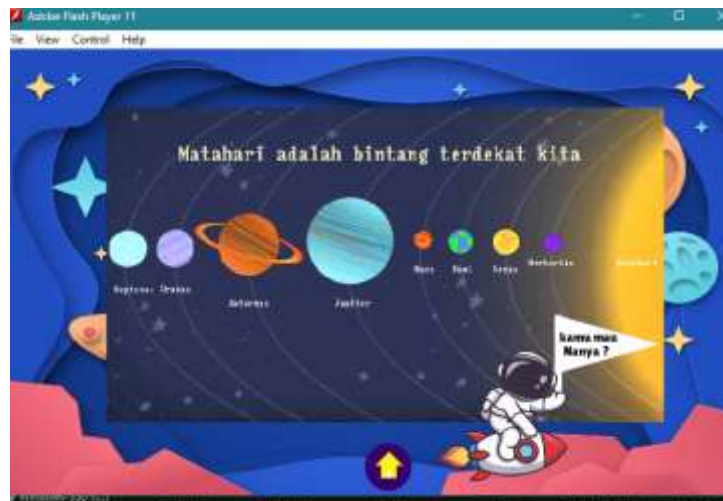 Adobe Flash Player 11
File View Control Help
Matahari adalah bintang terdekat kita
Neptunus Uranus
Saturnus
Jupiter
Mars
Bumi
Venus
Merkurius
kamu mau
Nanya ?